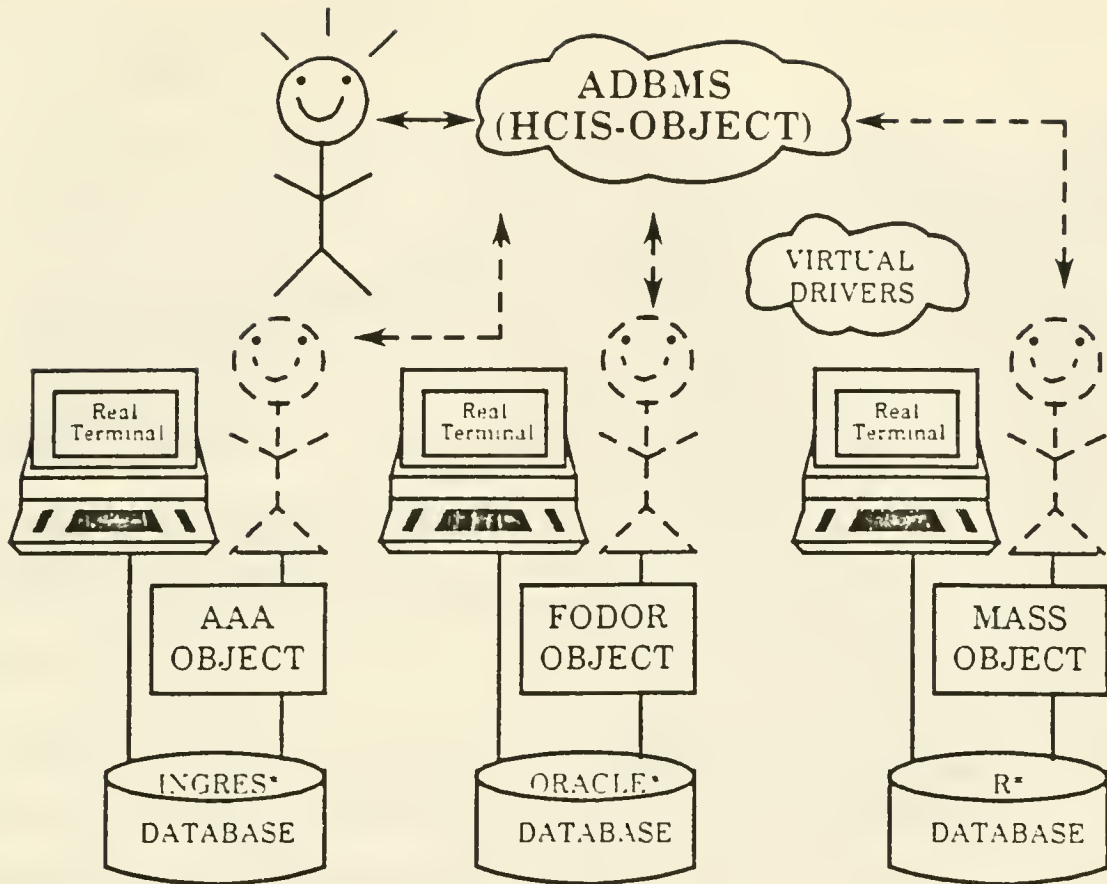 ADBMS
(HCIS-OBJECT)
VIRTUAL
DRIVERS
Real
Terminal
Real
Terminal
Real
Terminal
AAA
OBJECT
FODOR
OBJECT
MASS
OBJECT
INGRES*
DATABASE
ORACLE*
DATABASE
R*
DATABASE